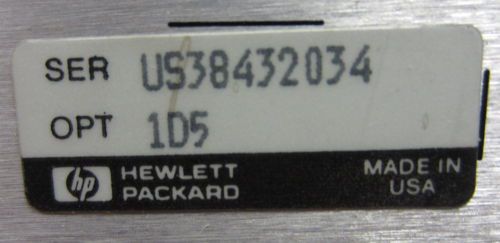 SER US38432034
OPT 1D5
hp HEWLETT PACKARD
MADE IN USA